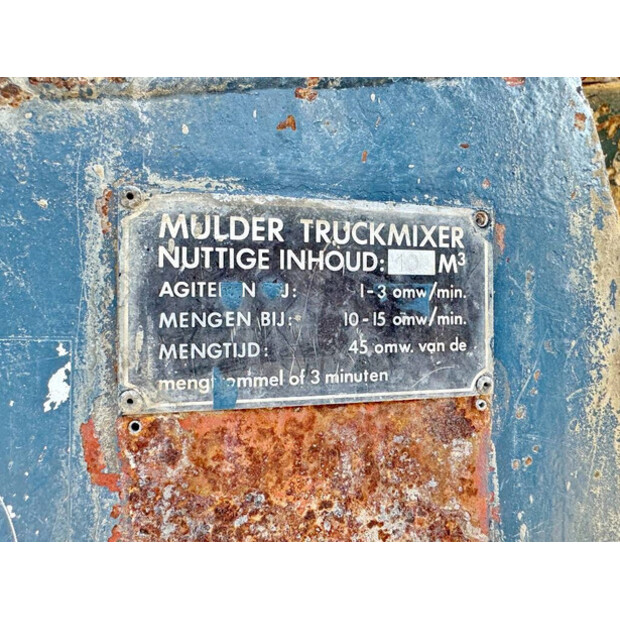 MULDER TRUCKMIXER
NUTTIGE INHOUD: M³
1-3 omw/min.
MENGEN BIJ: 10-15 omw/min.
MENGTIJD: 45 omw. van de
of 3 minuten